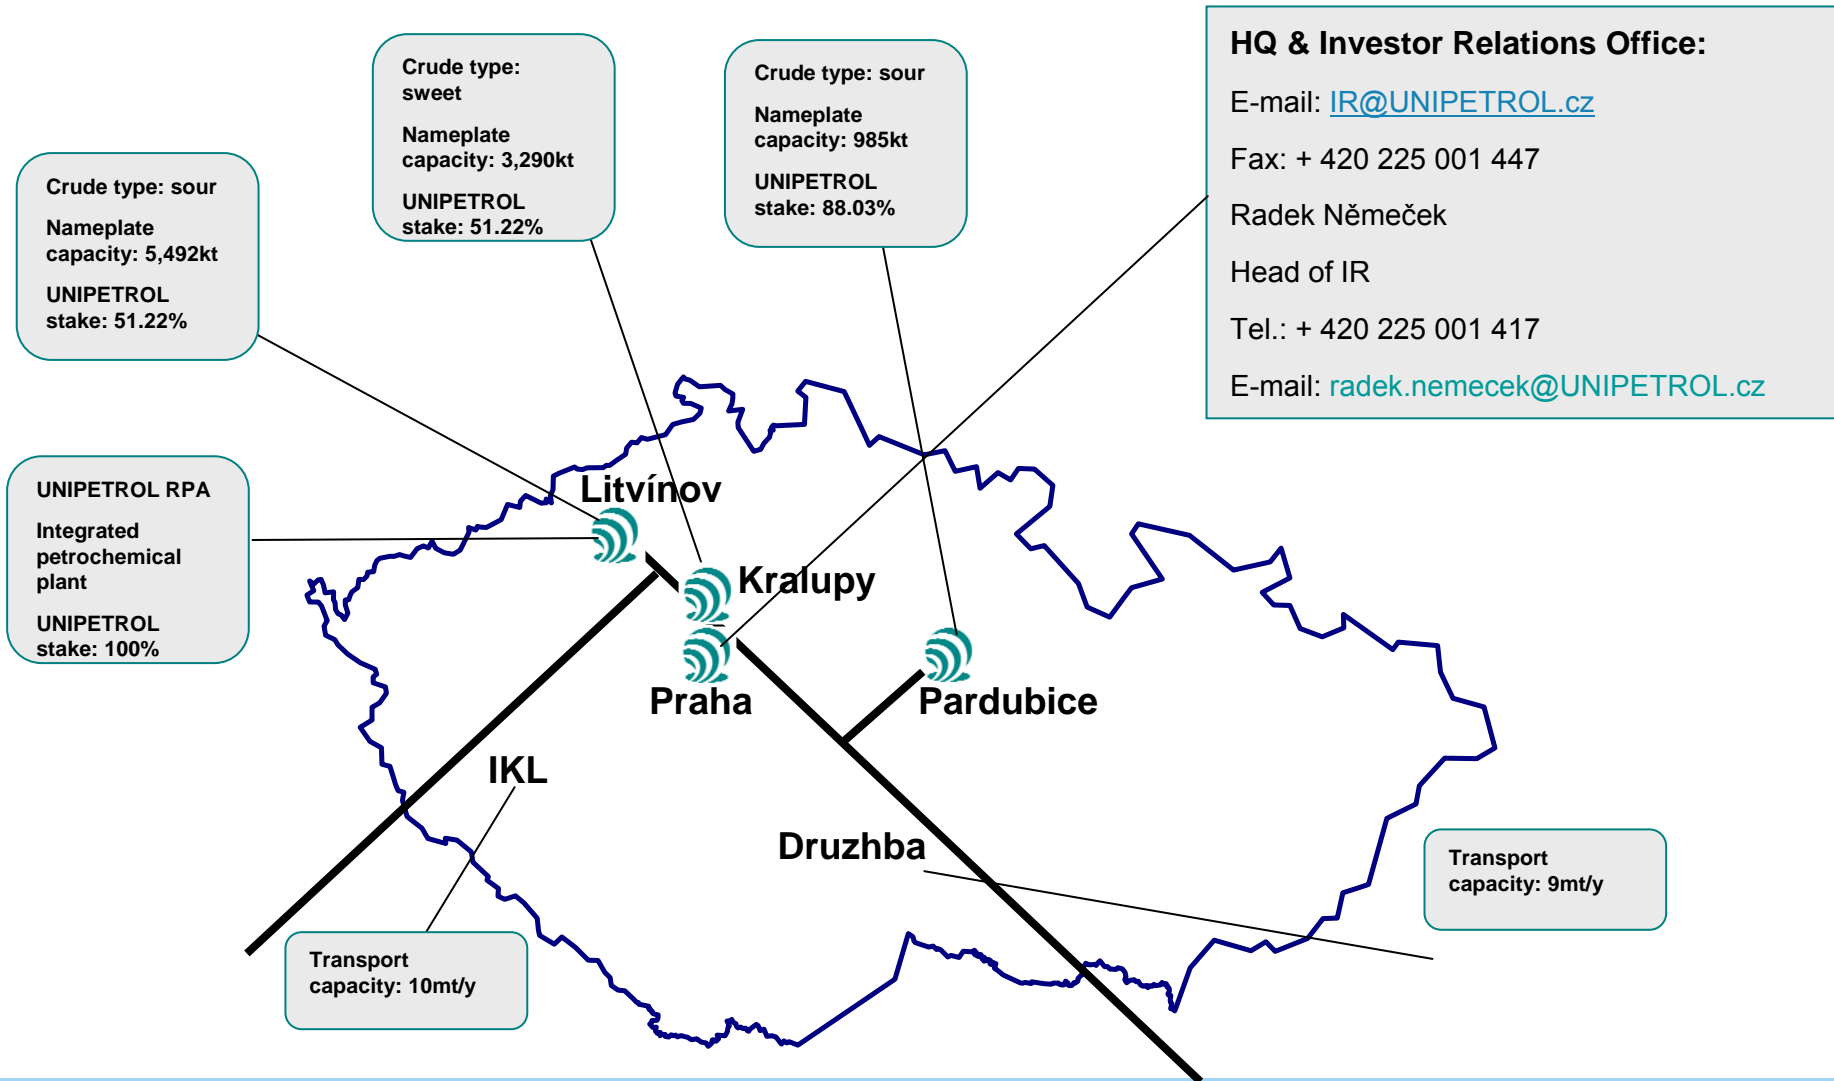 HQ & Investor Relations Office:
E-mail: IR@UNIPETROL.cz
Fax: + 420 225 001 447
Radek Němeček
Head of IR
Tel.: + 420 225 001 417
E-mail: radek.nemecek@UNIPETROL.cz
Crude type:
sweet
Nameplate
capacity: 3,290kt
UNIPETROL
stake: 51.22%
Crude type: sour
Nameplate
capacity: 985kt
UNIPETROL
stake: 88.03%
Crude type: sour
Nameplate
capacity: 5,492kt
UNIPETROL
stake: 51.22%
UNIPETROL RPA
Integrated
petrochemical
plant
UNIPETROL
stake: 100%
Litvínov
Kralupy
Praha
Pardubice
IKL
Druzhba
Transport
capacity: 9mt/y
Transport
capacity: 10mt/y